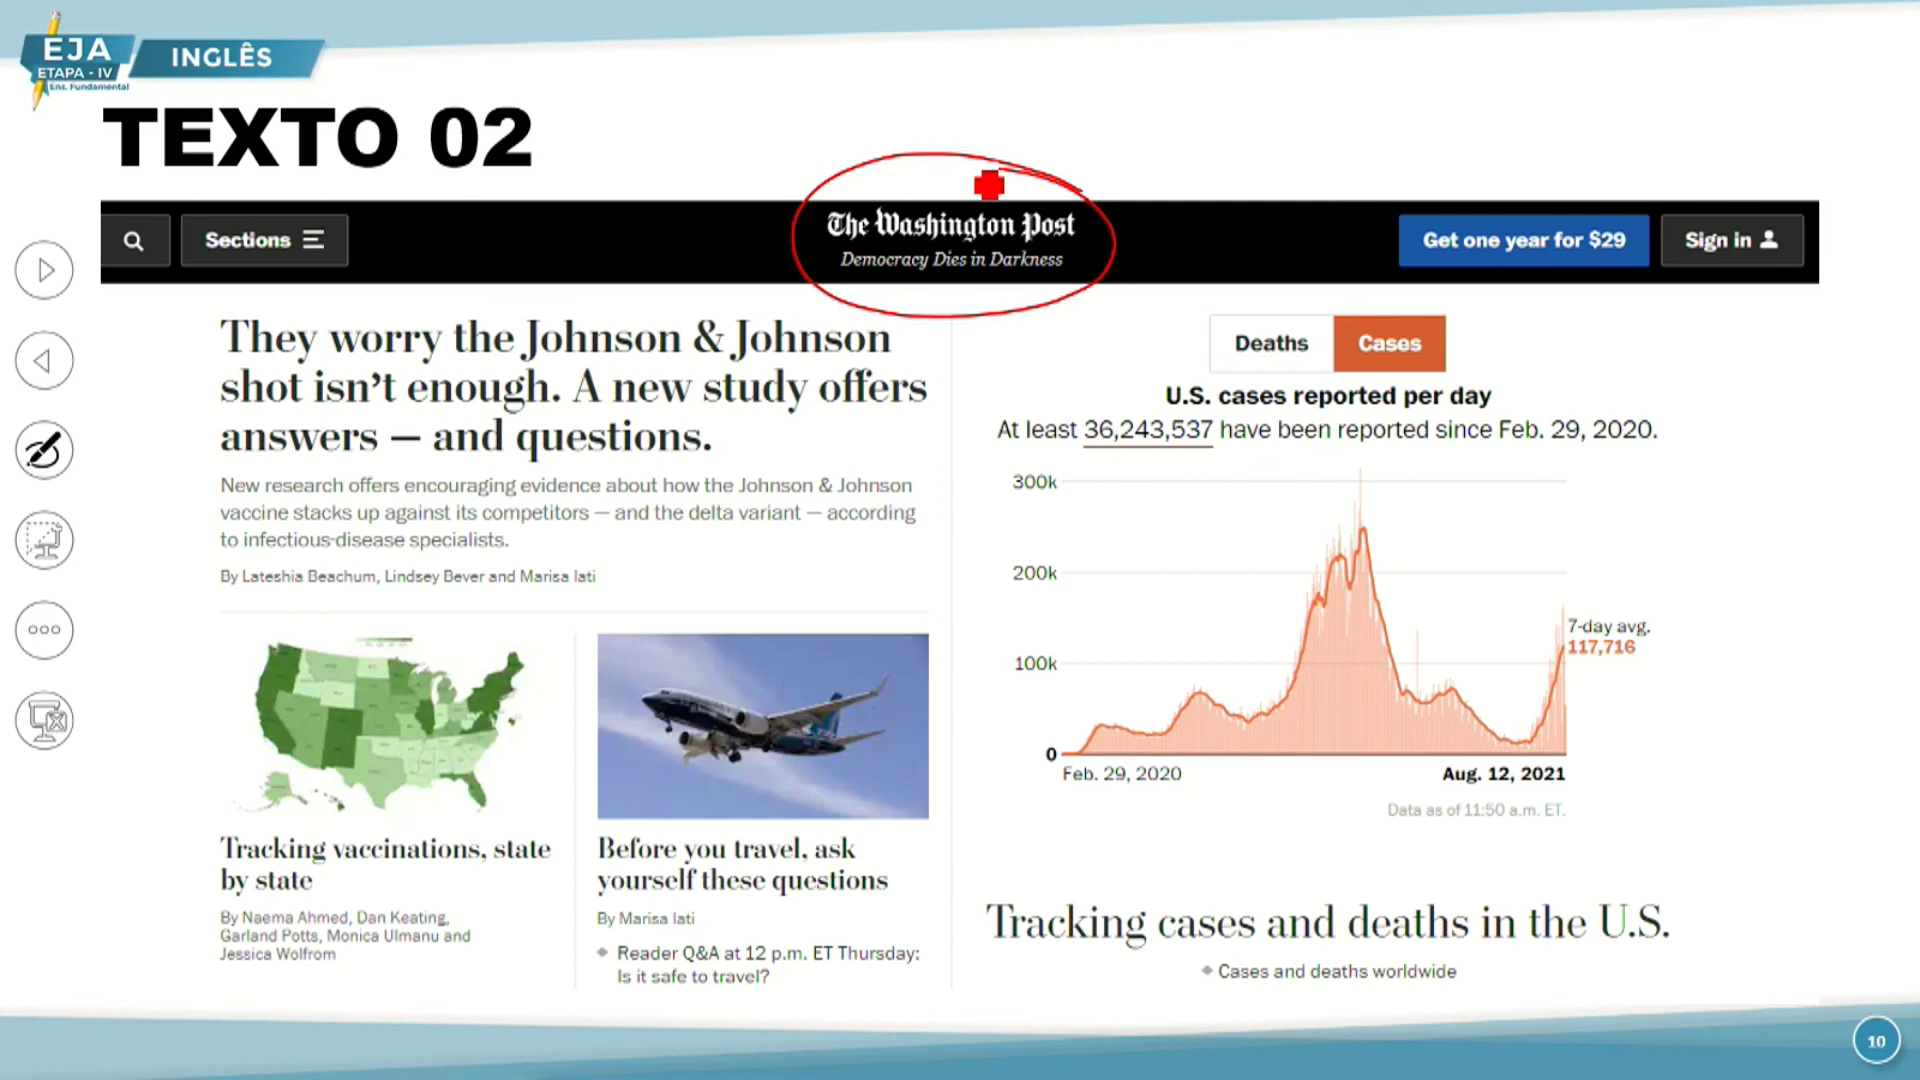 EJA
ETAPA - IV
Ens. Fundamental
INGLÊS
TEXTO 02
Sections
The Washington Post
Democracy Dies in Darkness
Get one year for $29
Sign in
They worry the Johnson & Johnson
shot isn't enough. A new study offers
answers — and questions.
New research offers encouraging evidence about how the Johnson & Johnson
vaccine stacks up against its competitors — and the delta variant — according
to infectious-disease specialists.
By Lateshia Beachum, Lindsey Bever and Marisa Iati
Tracking vaccinations, state
by state
By Naema Ahmed, Dan Keating,
Garland Potts, Monica Ulmanu and
Jessica Wolfrom
Before you travel, ask
yourself these questions
By Marisa Iati
Reader Q&A at 12 p.m. ET Thursday:
Is it safe to travel?
Deaths
Cases
U.S. cases reported per day
At least 36,243,537 have been reported since Feb. 29, 2020.
300k
200k
100k
0
7-day avg.
117,716
Feb. 29, 2020
Aug. 12, 2021
Data as of 11:50 a.m. ET.
Tracking cases and deaths in the U.S.
Cases and deaths worldwide
10